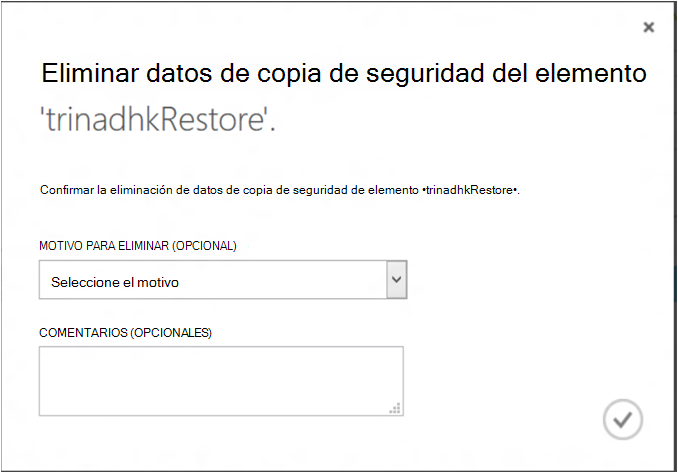 Eliminar datos de copia de seguridad del elemento
'trinadhkRestore'.
Confirmar la eliminación de datos de copia de seguridad de elemento •trinadhkRestore•.
MOTIVO PARA ELIMINAR (OPCIONAL)
Seleccione el motivo
COMENTARIOS (OPCIONALES)